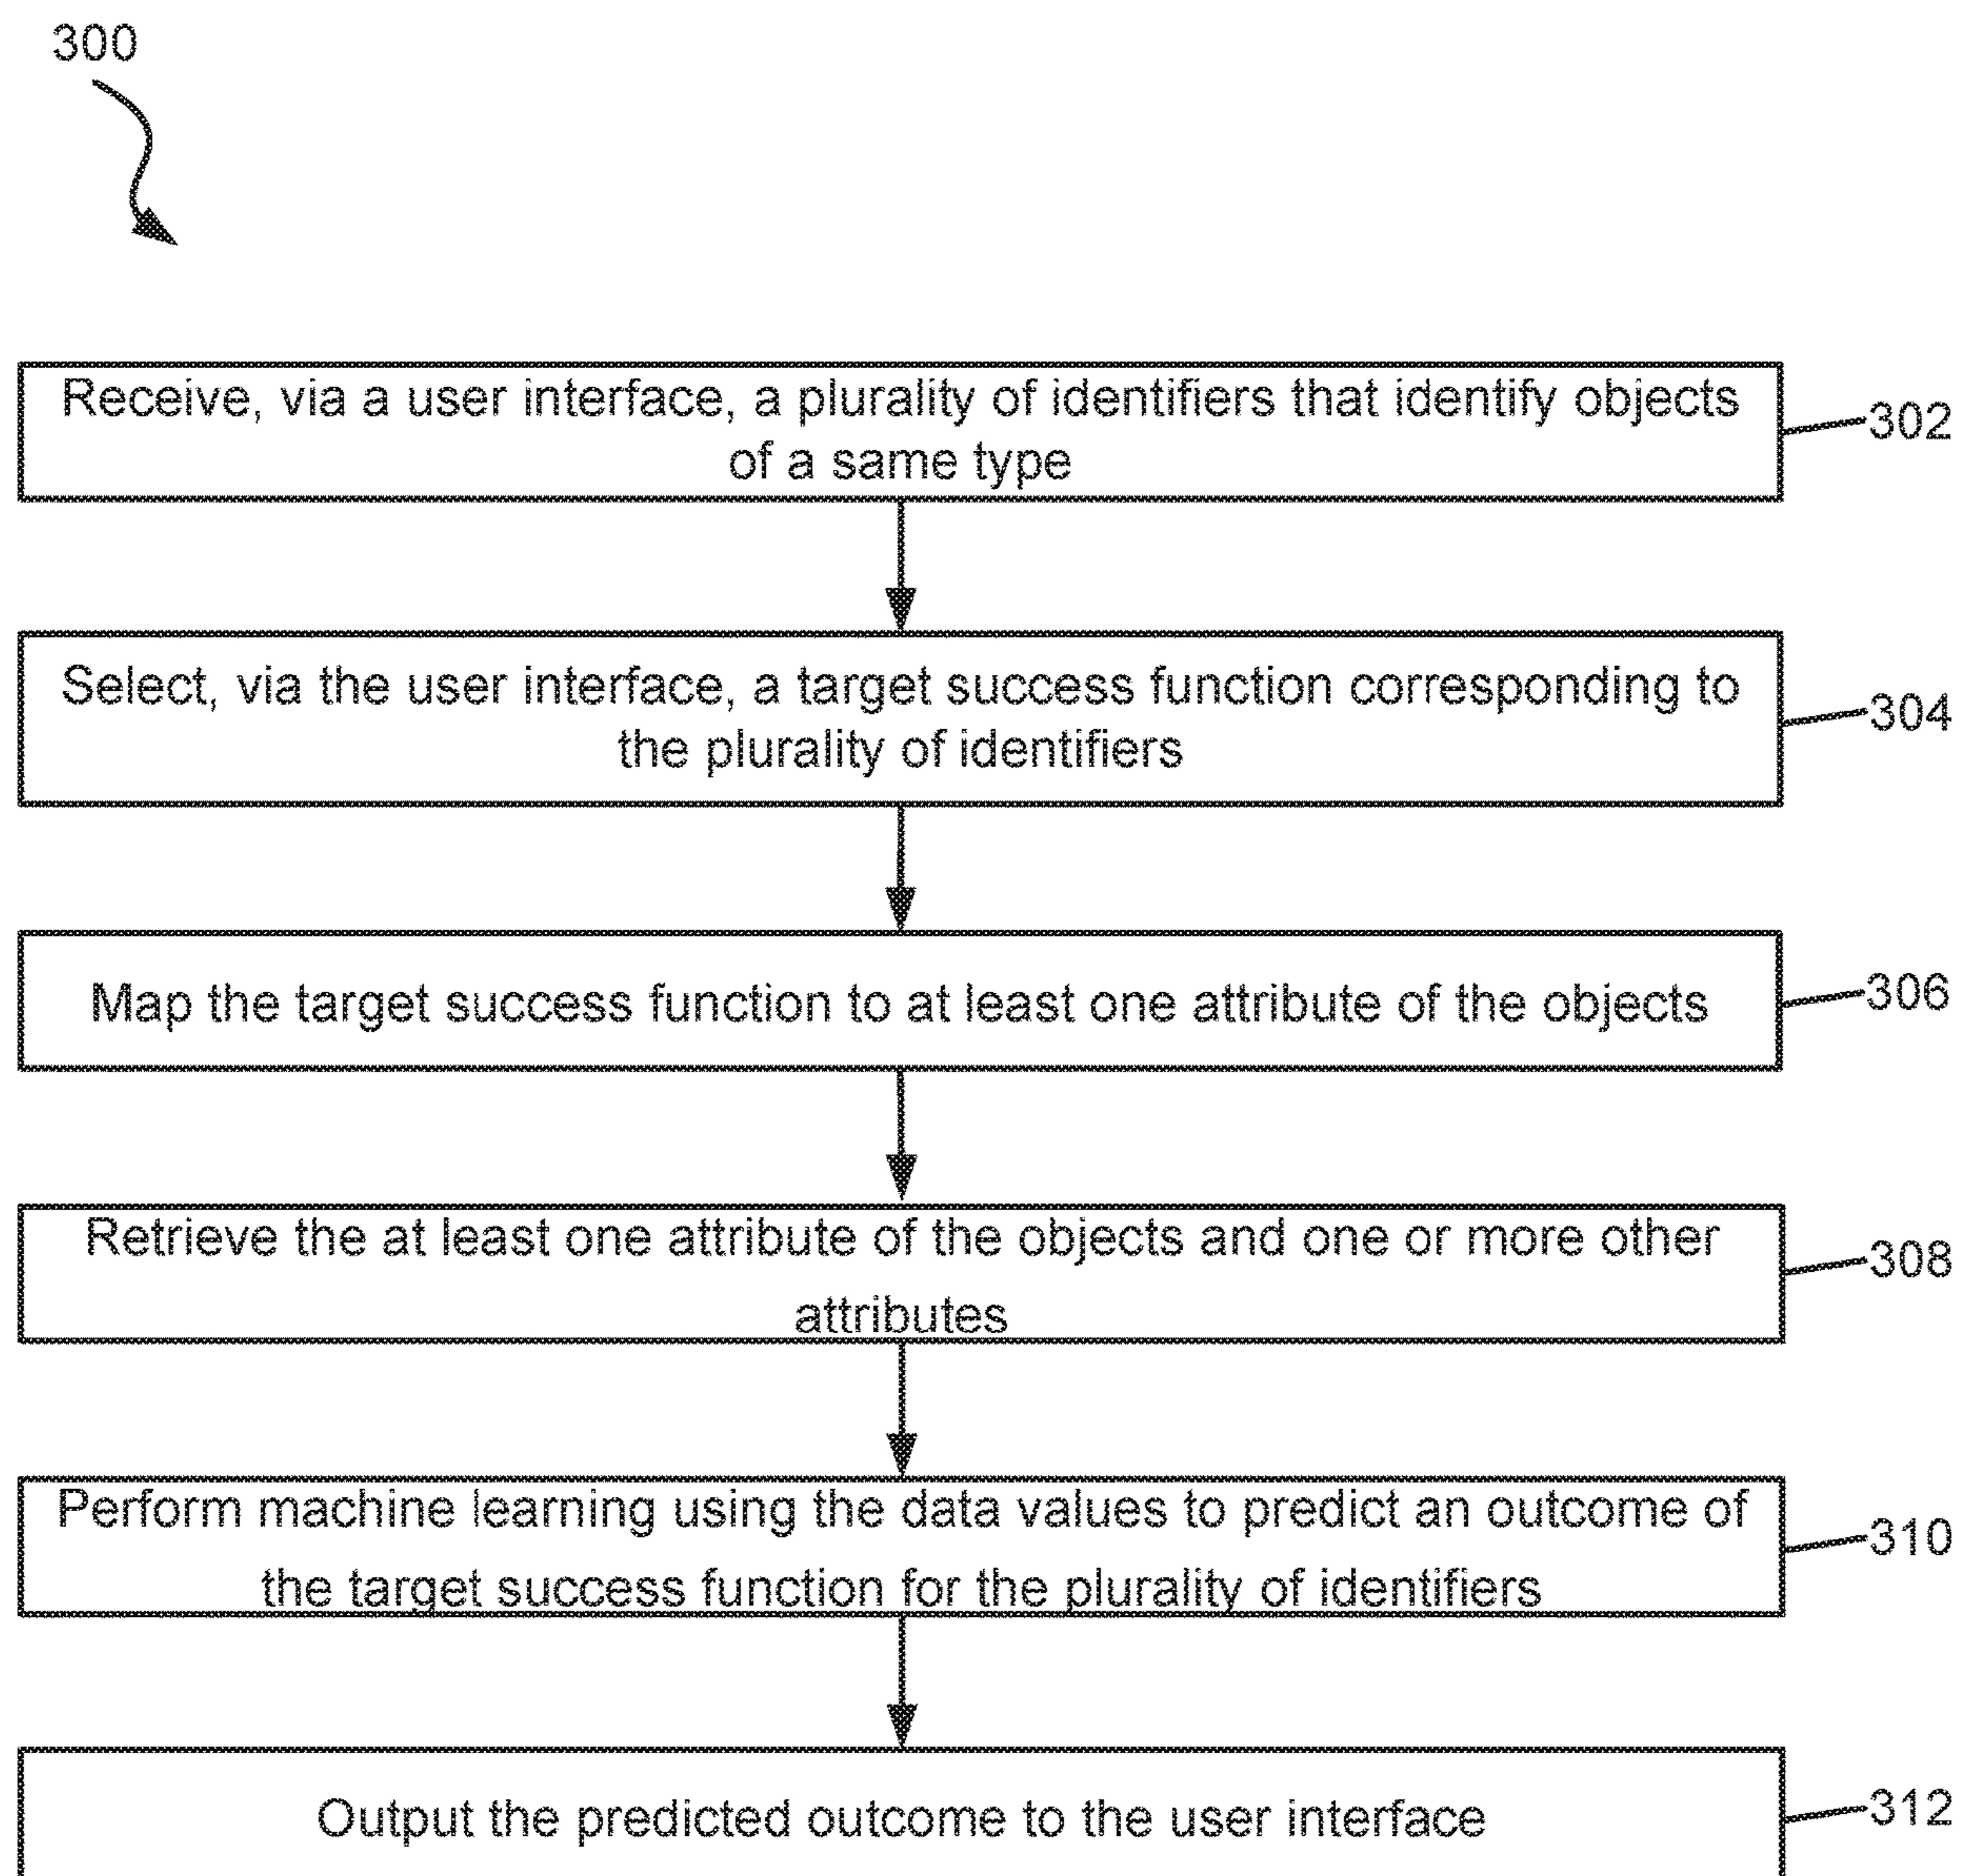 300
Receive, via a user interface, a plurality of identifiers that identify objects
of a same type
302
Select, via the user interface, a target success function corresponding to
the plurality of identifiers
304
Map the target success function to at least one attribute of the objects
306
Retrieve the at least one attribute of the objects and one or more other
attributes
308
Perform machine learning using the data values to predict an outcome of
the target success function for the plurality of identifiers
310
Output the predicted outcome to the user interface
312